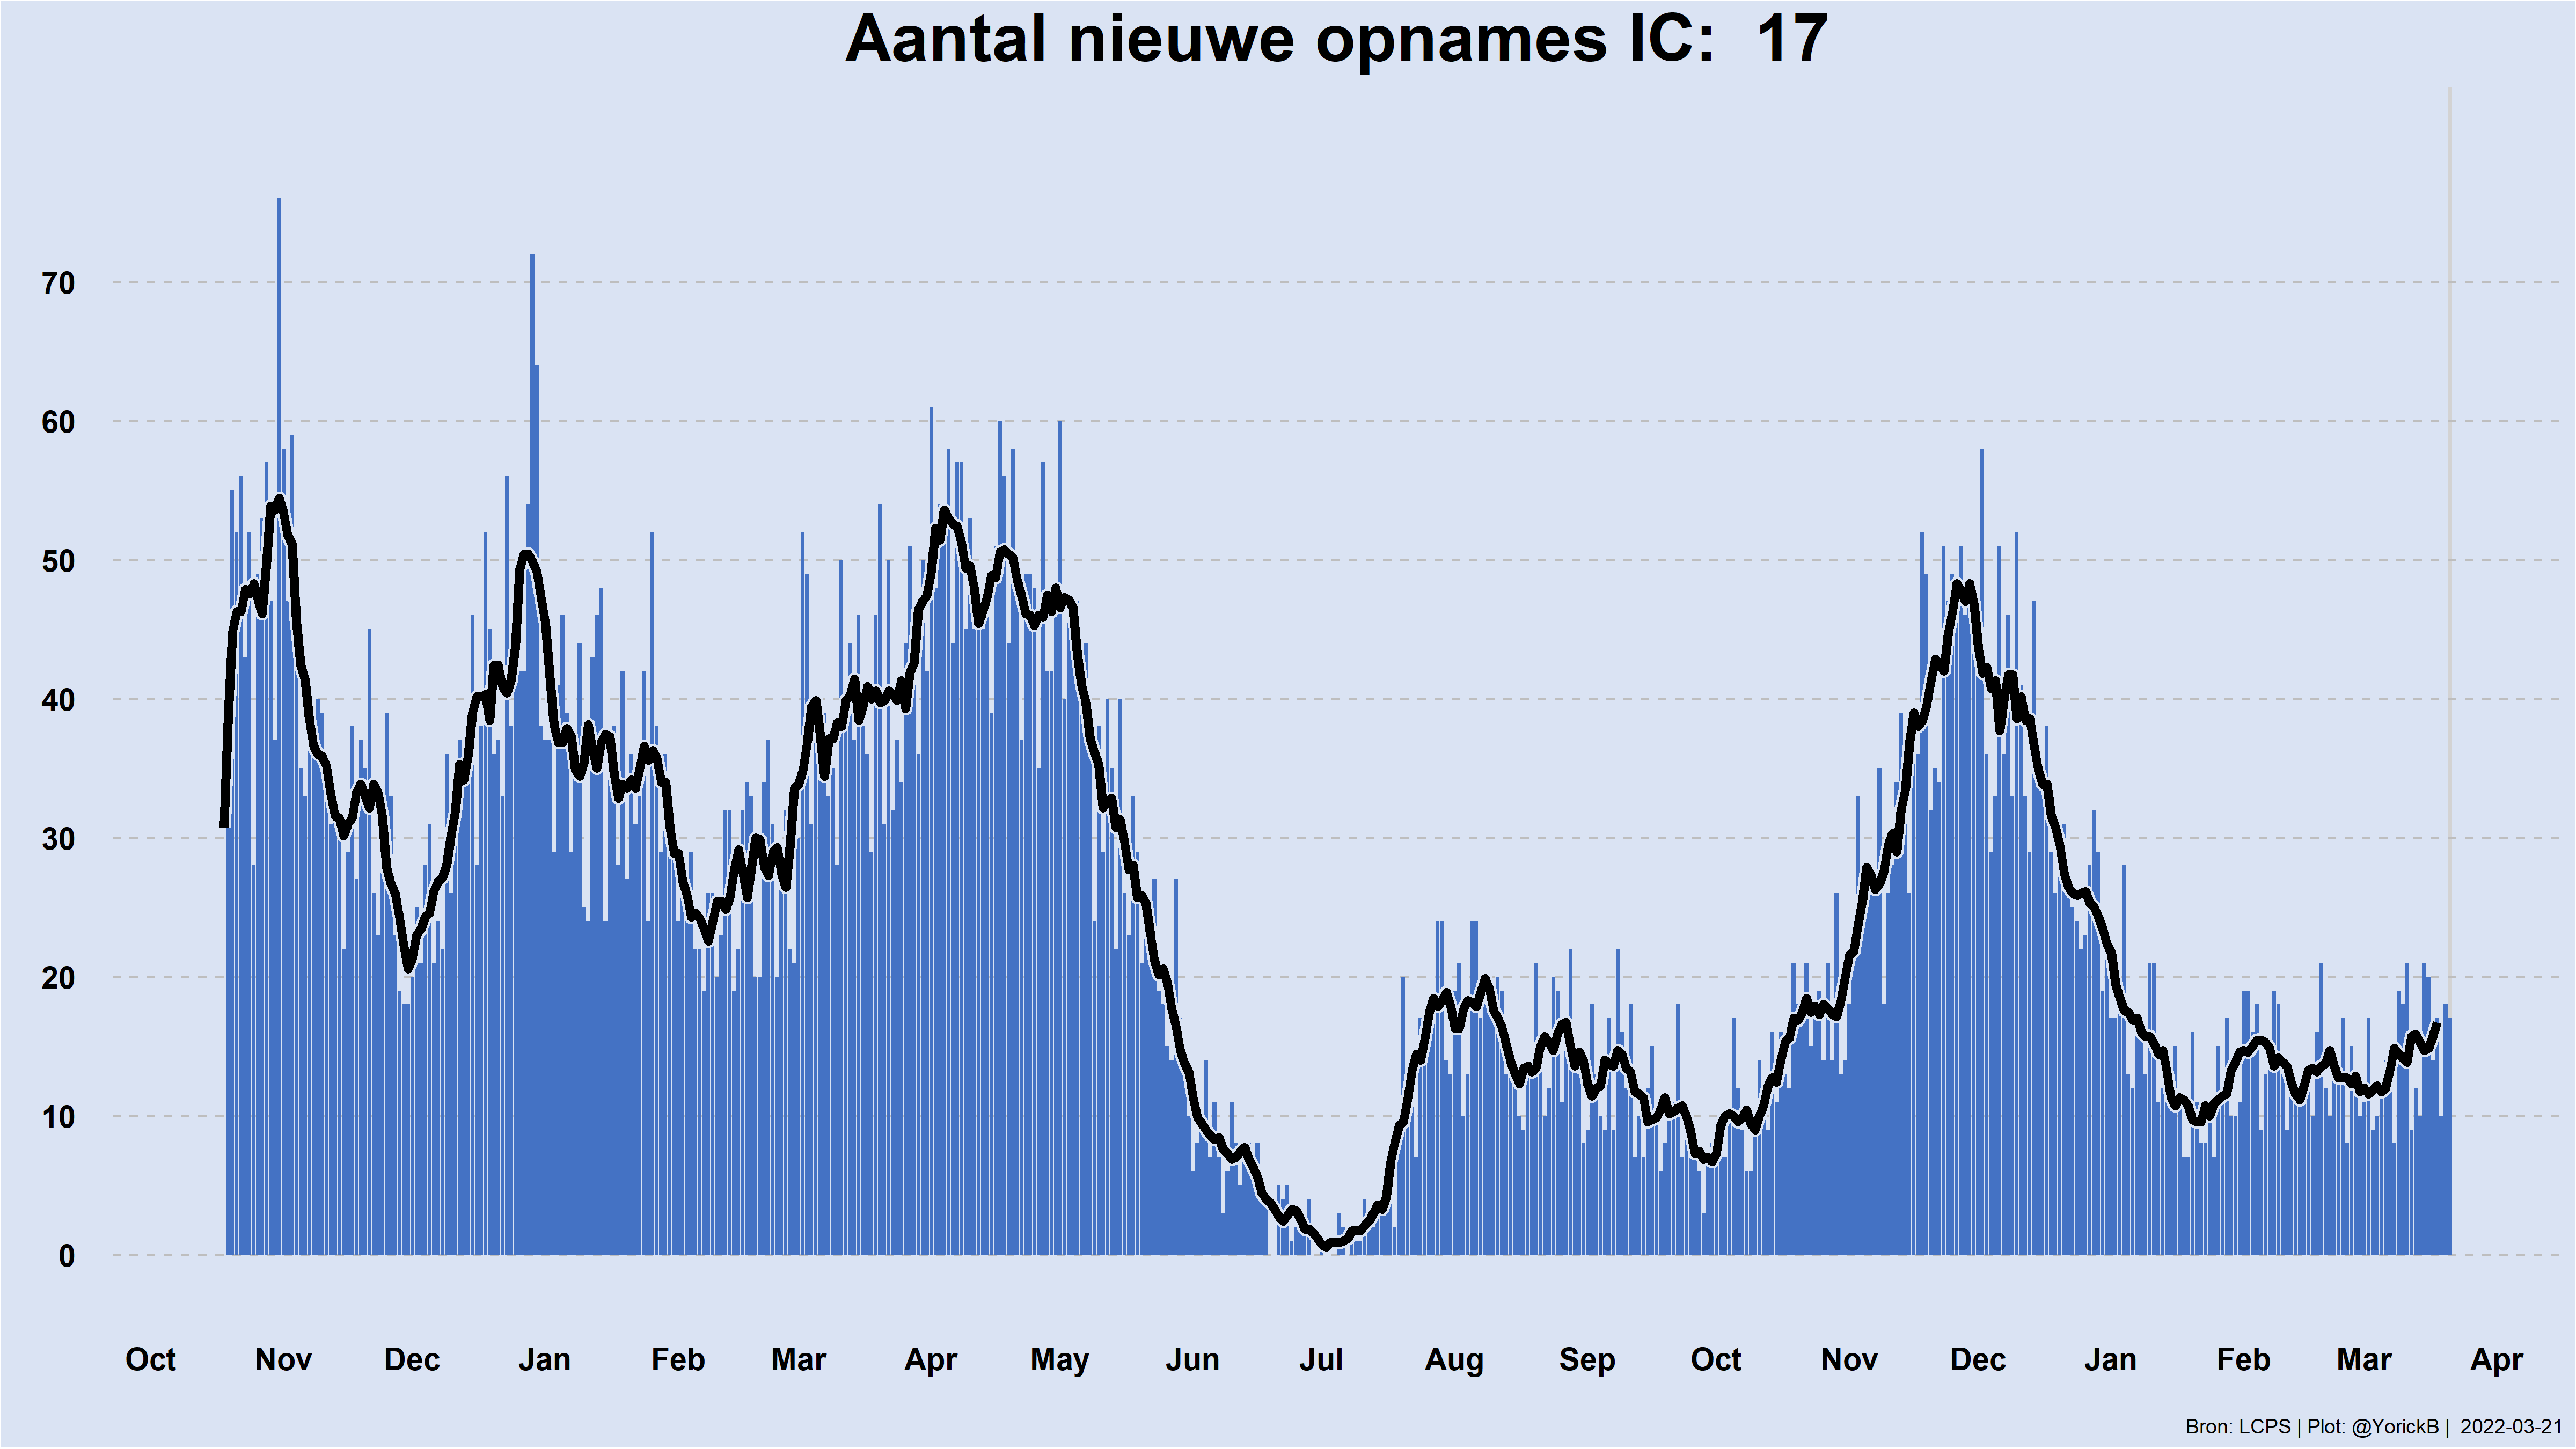 Aantal nieuwe opnames IC:  17
70
60
50
40
30
20
10
0
Oct Nov Dec Jan Feb Mar Apr May Jun Jul Aug Sep Oct Nov Dec Jan Feb Mar Apr
Bron: LCPS | Plot: @YorickB |  2022-03-21